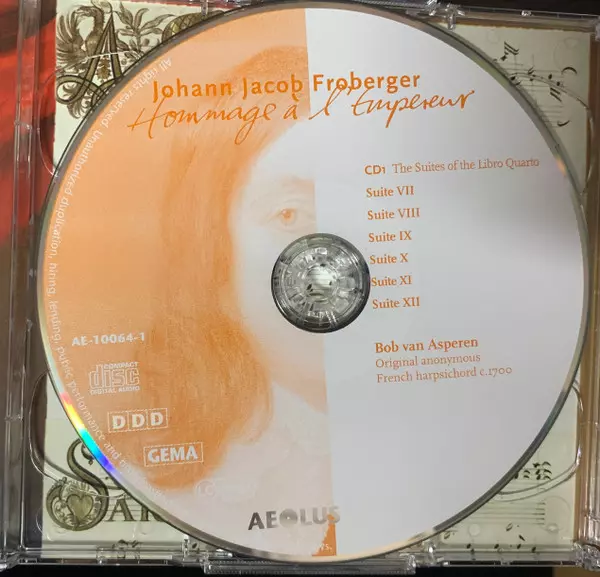 Johann Jacob Froberger
Hommage à l'Empereur
CD1 The Suites of the Libro Quarto
Suite VII
Suite VIII
Suite IX
Suite X
Suite XI
Suite XII
Bob van Asperen
Original anonymous
French harpsichord c.1700
AE-10064-1
COMPACT
disc
DIGITAL AUDIO
DDD
GEMA
AEOLUS
All rights reserved. Unauthorized duplication, hiring, lending, public performance and